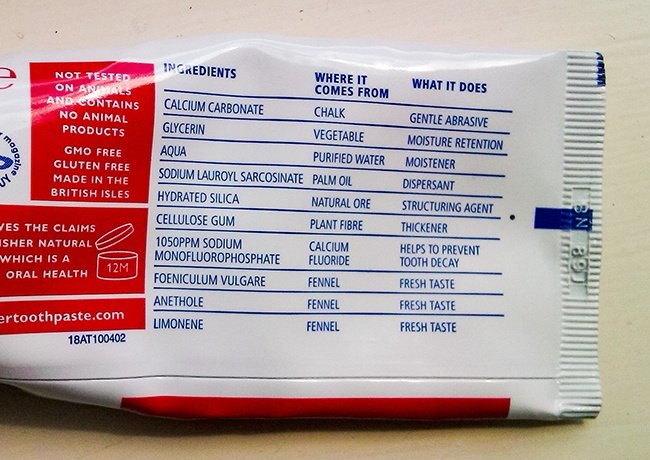 e
NOT TESTED
ON ANIMALS
AND CONTAINS
NO ANIMAL
PRODUCTS
GMO FREE
GLUTEN FREE
MADE IN THE
BRITISH ISLES
magazine
UY
VES THE CLAIMS
ISHER NATURAL
WHICH IS A
ORAL HEALTH
12M
ertoothpaste.com
18AT100402
INGREDIENTS WHERE IT COMES FROM WHAT IT DOES
CALCIUM CARBONATE CHALK GENTLE ABRASIVE
GLYCERIN VEGETABLE MOISTURE RETENTION
AQUA PURIFIED WATER MOISTENER
SODIUM LAUROYL SARCOSINATE PALM OIL DISPERSANT
HYDRATED SILICA NATURAL ORE STRUCTURING AGENT
CELLULOSE GUM PLANT FIBRE THICKENER
1050PPM SODIUM CALCIUM HELPS TO PREVENT
MONOFLUOROPHOSPHATE FLUORIDE TOOTH DECAY
FOENICULUM VULGARE FENNEL FRESH TASTE
ANETHOLE FENNEL FRESH TASTE
LIMONENE FENNEL FRESH TASTE